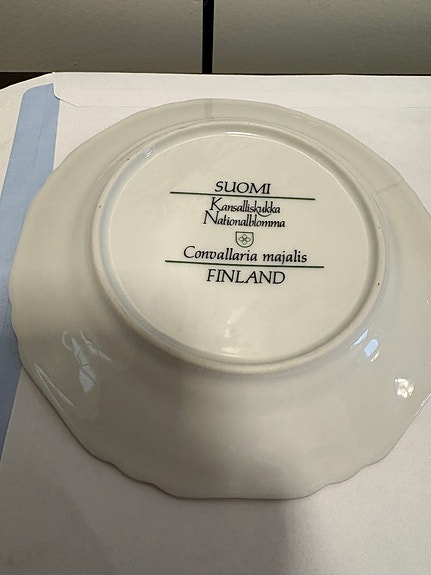 SUOMI
Kansalliskukka
Nationalblomma
Convallaria majalis
FINLAND